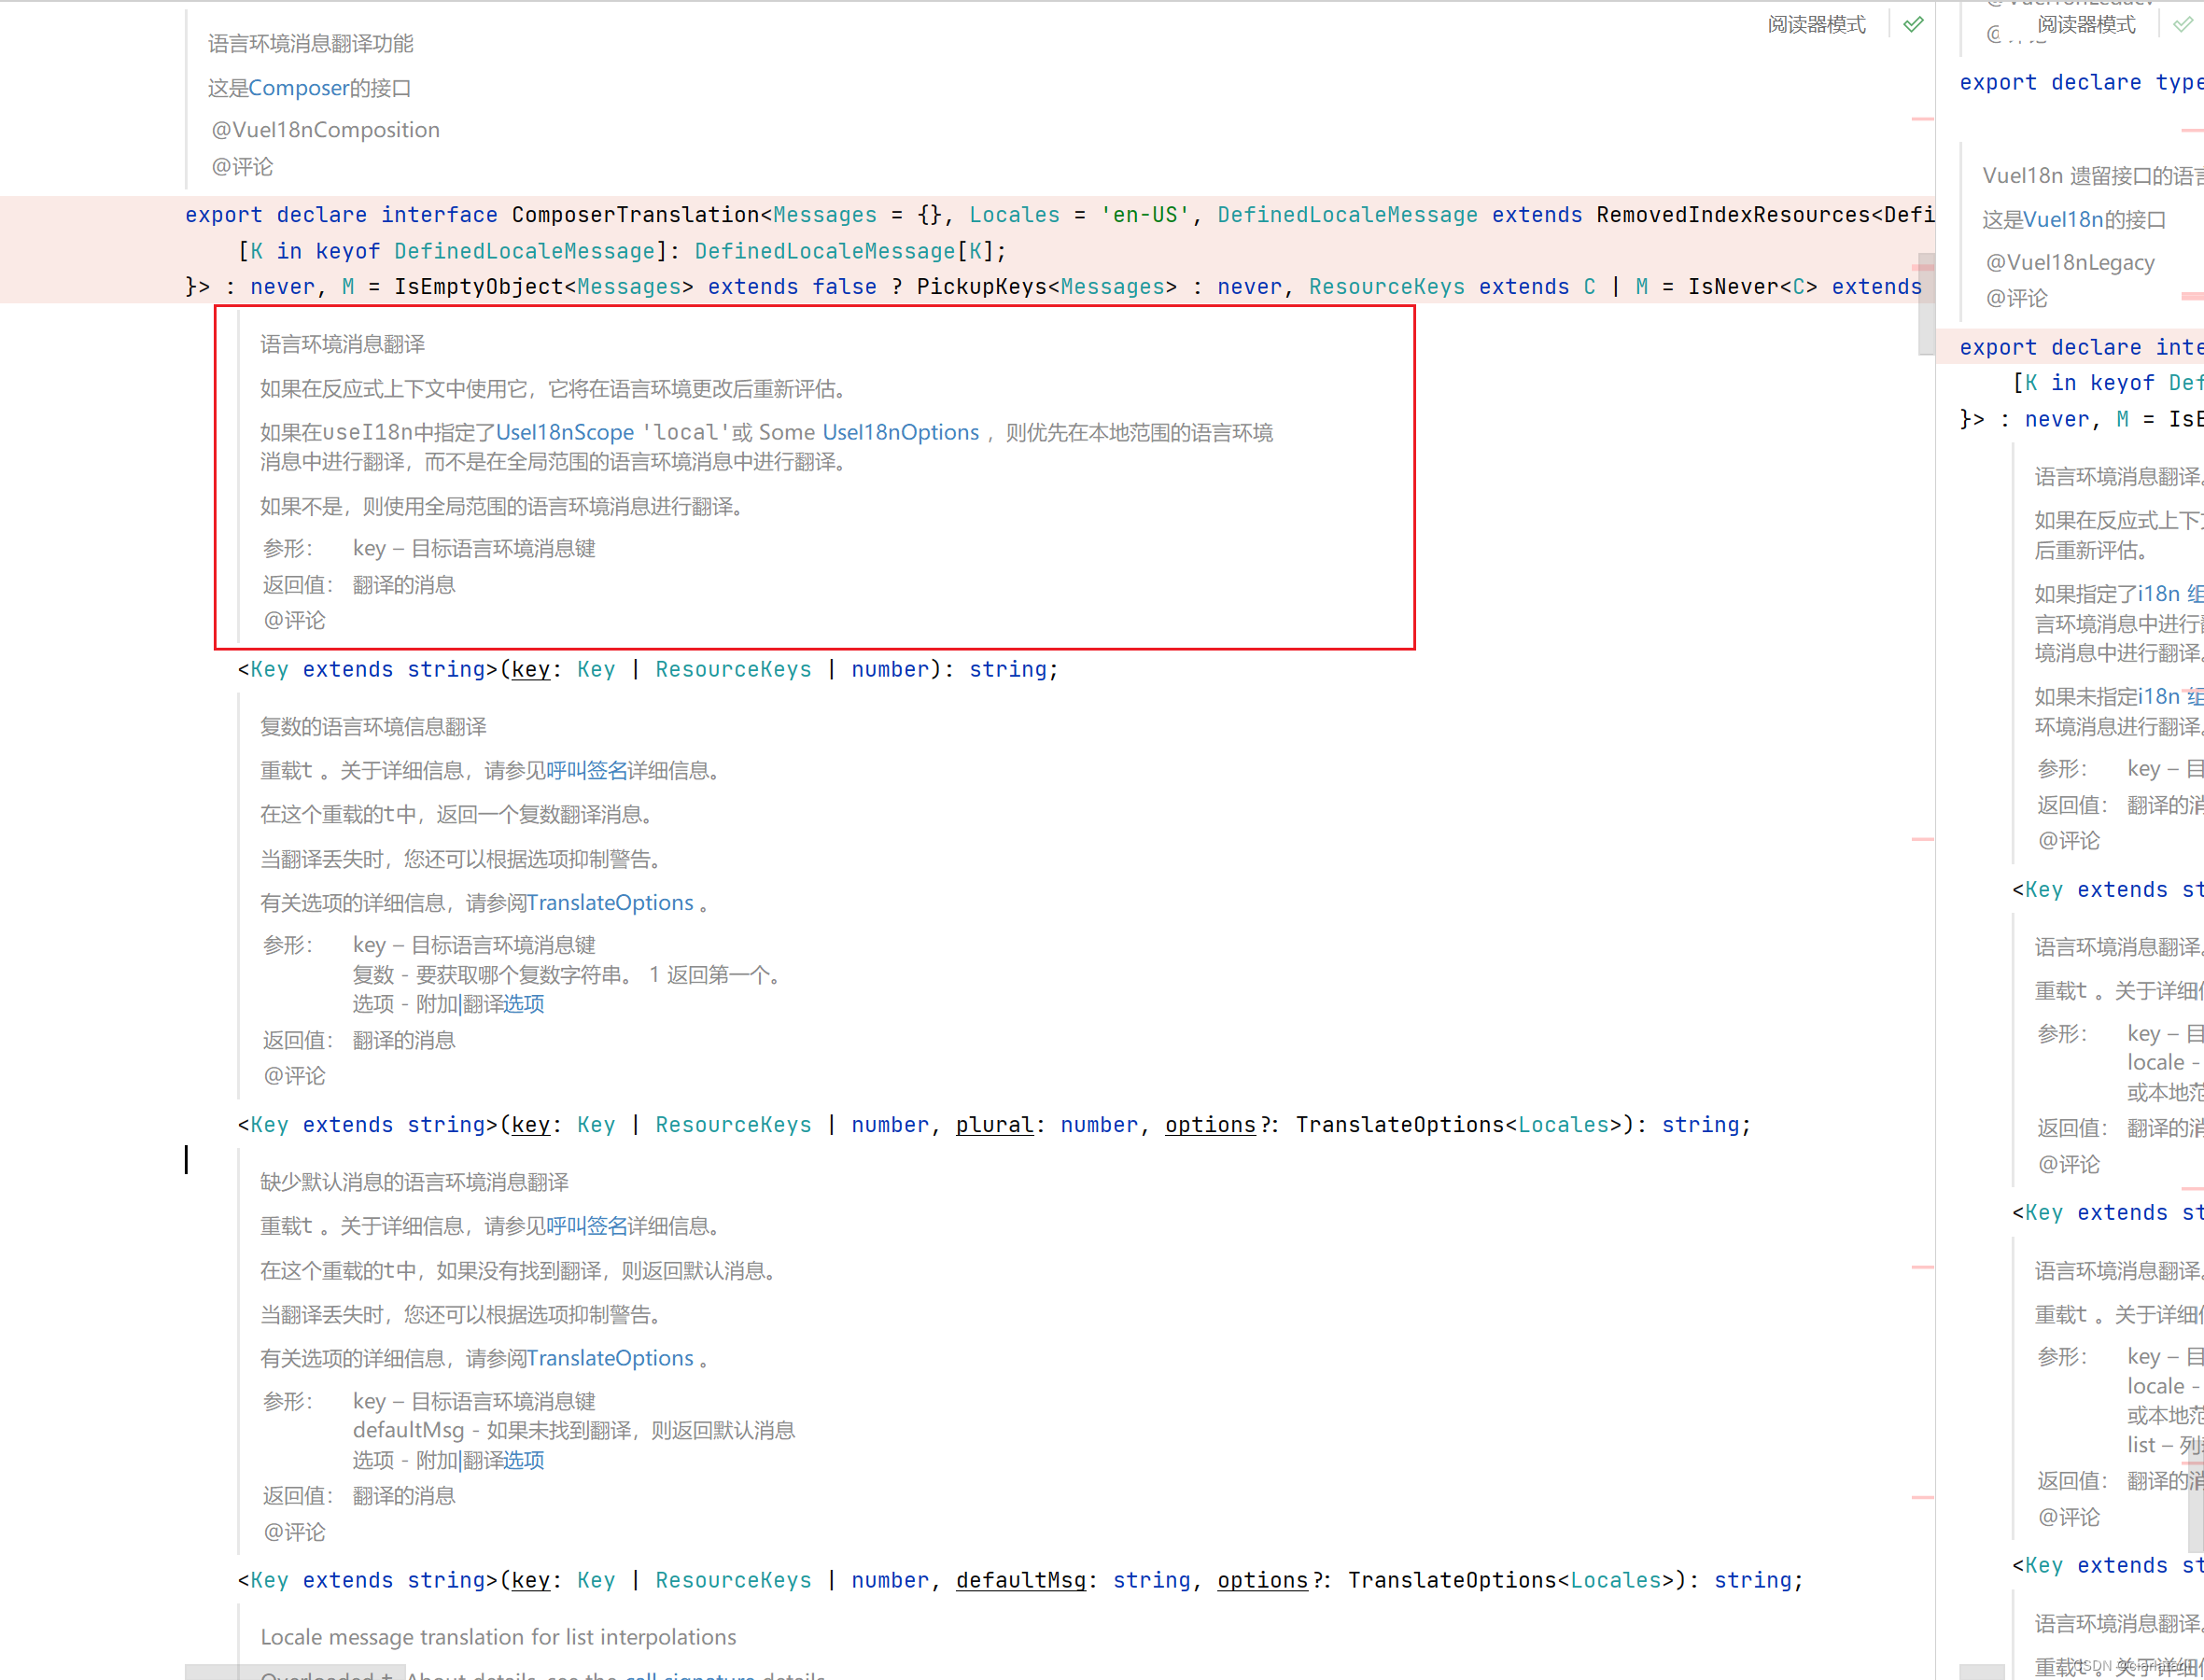 阅读器模式
语言环境消息翻译功能
这是Composer的接口
@VueI18nComposition
@评论
export declare interface ComposerTranslation<Messages = {}, Locales = 'en-US', DefinedLocaleMessage extends RemovedIndexResources<Defi
[K in keyof DefinedLocaleMessage]: DefinedLocaleMessage[K];
}> : never, M = IsEmptyObject<Messages> extends false ? PickupKeys<Messages> : never, ResourceKeys extends C | M = IsNever<C> extends
语言环境消息翻译
如果在反应式上下文中使用它，它将在语言环境更改后重新评估。
如果在useI18n中指定了UseI18nScope 'local'或 Some UseI18nOptions ，则优先在本地范围的语言环境
消息中进行翻译，而不是在全局范围的语言环境消息中进行翻译。
如果不是，则使用全局范围的语言环境消息进行翻译。
参形： key – 目标语言环境消息键
返回值： 翻译的消息
@评论
<Key extends string>(key: Key | ResourceKeys | number): string;
复数的语言环境信息翻译
重载t 。关于详细信息，请参见呼叫签名详细信息。
在这个重载的t中，返回一个复数翻译消息。
当翻译丢失时，您还可以根据选项抑制警告。
有关选项的详细信息，请参阅TranslateOptions 。
参形： key – 目标语言环境消息键
复数 - 要获取哪个复数字符串。 1 返回第一个。
选项 - 附加|翻译选项
返回值： 翻译的消息
@评论
<Key extends string>(key: Key | ResourceKeys | number, plural: number, options?: TranslateOptions<Locales>): string;
缺少默认消息的语言环境消息翻译
重载t 。关于详细信息，请参见呼叫签名详细信息。
在这个重载的t中，如果没有找到翻译，则返回默认消息。
当翻译丢失时，您还可以根据选项抑制警告。
有关选项的详细信息，请参阅TranslateOptions 。
参形： key – 目标语言环境消息键
defaultMsg - 如果未找到翻译，则返回默认消息
选项 - 附加|翻译选项
返回值： 翻译的消息
@评论
<Key extends string>(key: Key | ResourceKeys | number, defaultMsg: string, options?: TranslateOptions<Locales>): string;
Locale message translation for list interpolations
Overloaded t. About details, see the call signature details
阅读器模式
export declare type
VueI18n 遗留接口的语言
这是VueI18n的接口
@VueI18nLegacy
@评论
export declare inte
[K in keyof Def
}> : never, M = IsE
语言环境消息翻译。
如果在反应式上下文
后重新评估。
如果指定了i18n 组
言环境消息中进行翻
境消息中进行翻译。
如果未指定i18n 组
环境消息进行翻译。
参形： key – 目
返回值： 翻译的消
@评论
<Key extends st
语言环境消息翻译。
重载t 。关于详细信
参形： key – 目
locale -
或本地范
返回值： 翻译的消
@评论
<Key extends st
语言环境消息翻译。
重载t 。关于详细信
参形： key – 目
locale -
或本地范
list – 列表
返回值： 翻译的消
@评论
<Key extends st
语言环境消息翻译。
重载t 。关于详细信